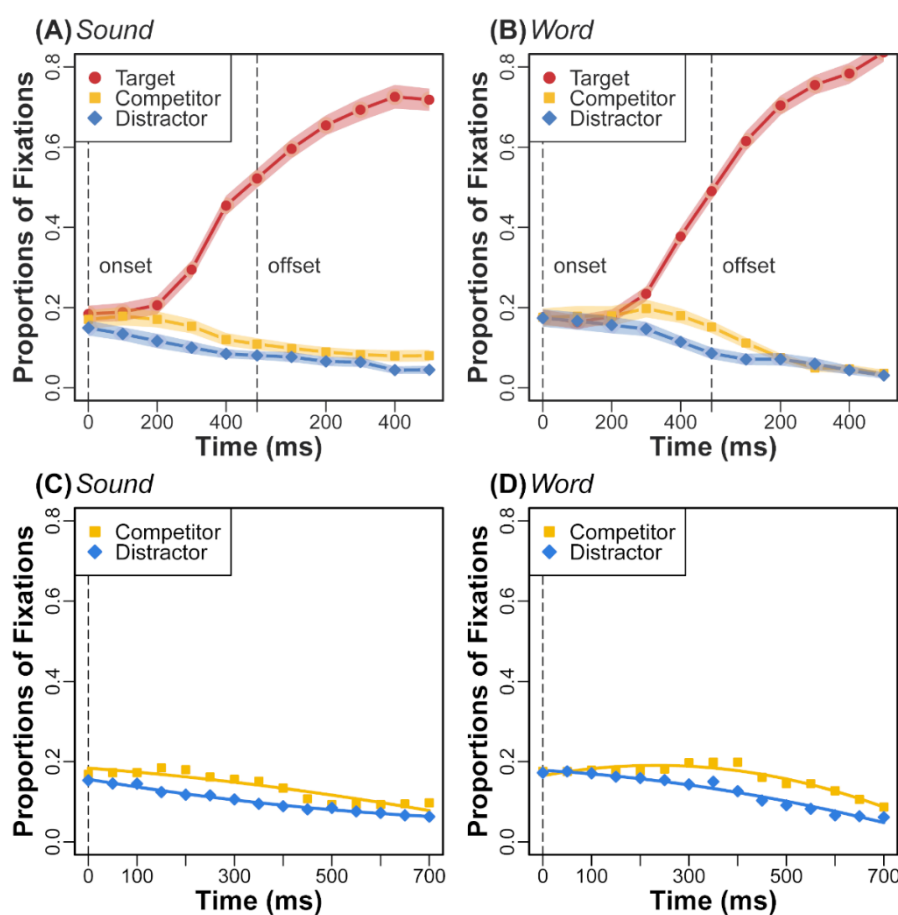 (A) Sound
Proportions of Fixations
0.0 0.2 0.4 0.6 0.8
Target
Competitor
Distractor
onset
offset
0 200 400 200 400
Time (ms)
(B) Word
Proportions of Fixations
0.0 0.2 0.4 0.6 0.8
Target
Competitor
Distractor
onset
offset
0 200 400 200 400
Time (ms)
(C) Sound
Proportions of Fixations
0.0 0.2 0.4 0.6 0.8
Competitor
Distractor
0 100 300 500 700
Time (ms)
(D) Word
Proportions of Fixations
0.0 0.2 0.4 0.6 0.8
Competitor
Distractor
0 100 300 500 700
Time (ms)